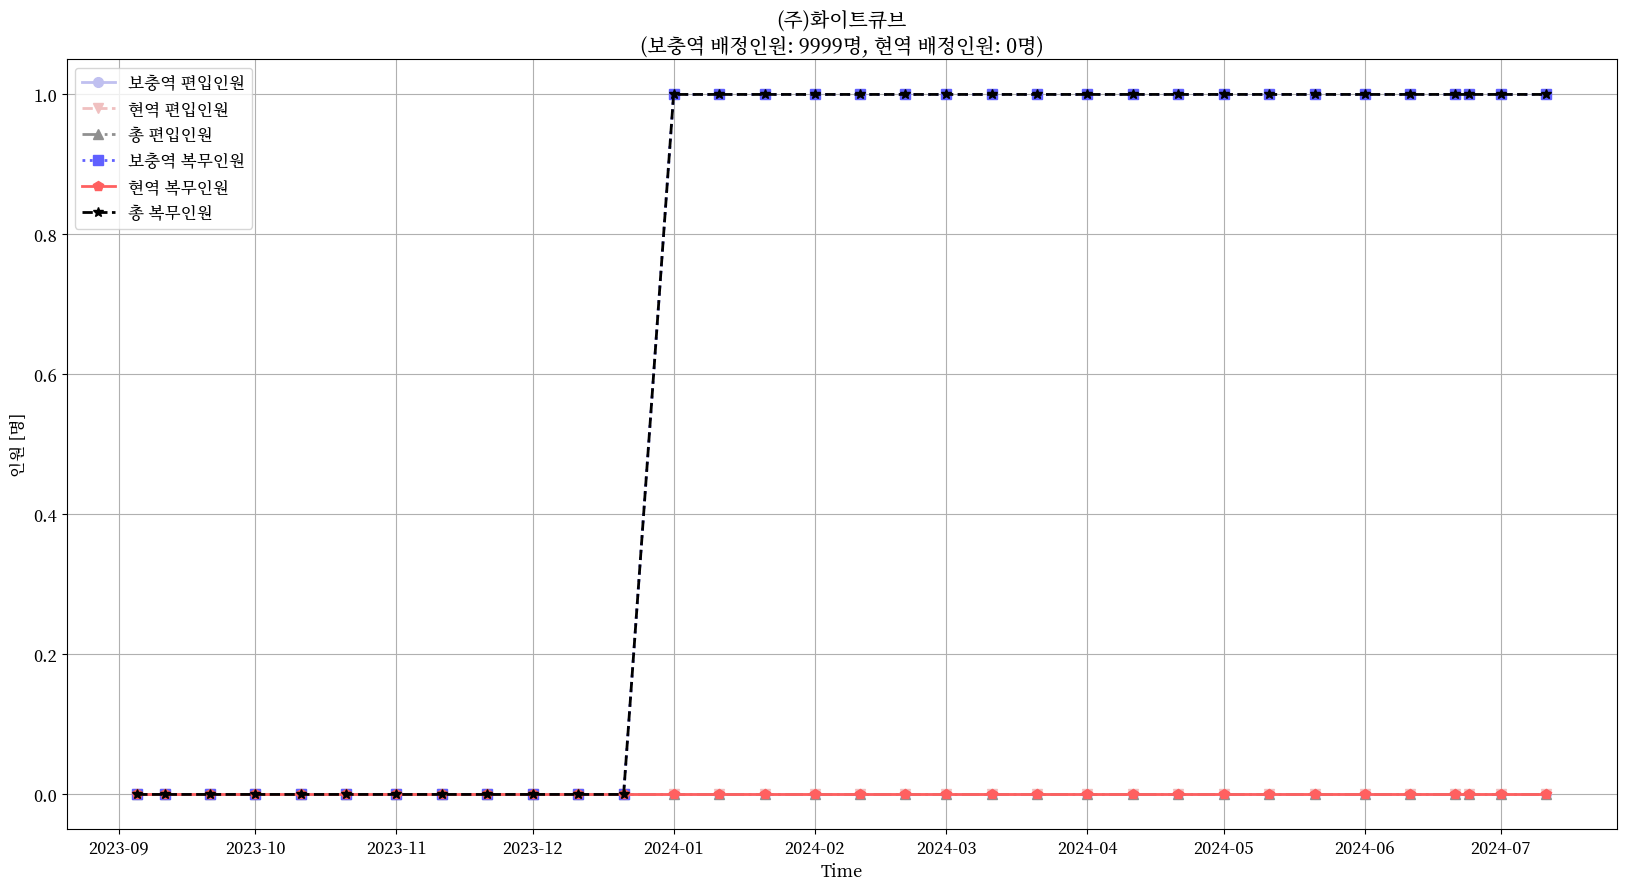 (주)화이트큐브
(보충역 배정인원: 9999명, 현역 배정인원: 0명)
보충역 편입인원
현역 편입인원
총 편입인원
보충역 복무인원
현역 복무인원
총 복무인원
1.0
0.8
0.6
0.4
0.2
0.0
인원 [명]
2023-09 2023-10 2023-11 2023-12 2024-01 2024-02 2024-03 2024-04 2024-05 2024-06 2024-07
Time